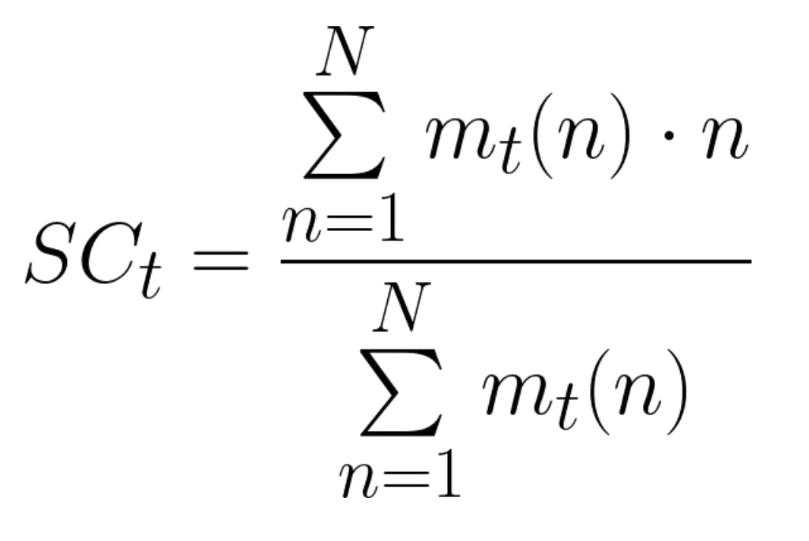 SC_t = \frac{\sum_{n=1}^{N} m_t(n) \cdot n}{\sum_{n=1}^{N} m_t(n)}